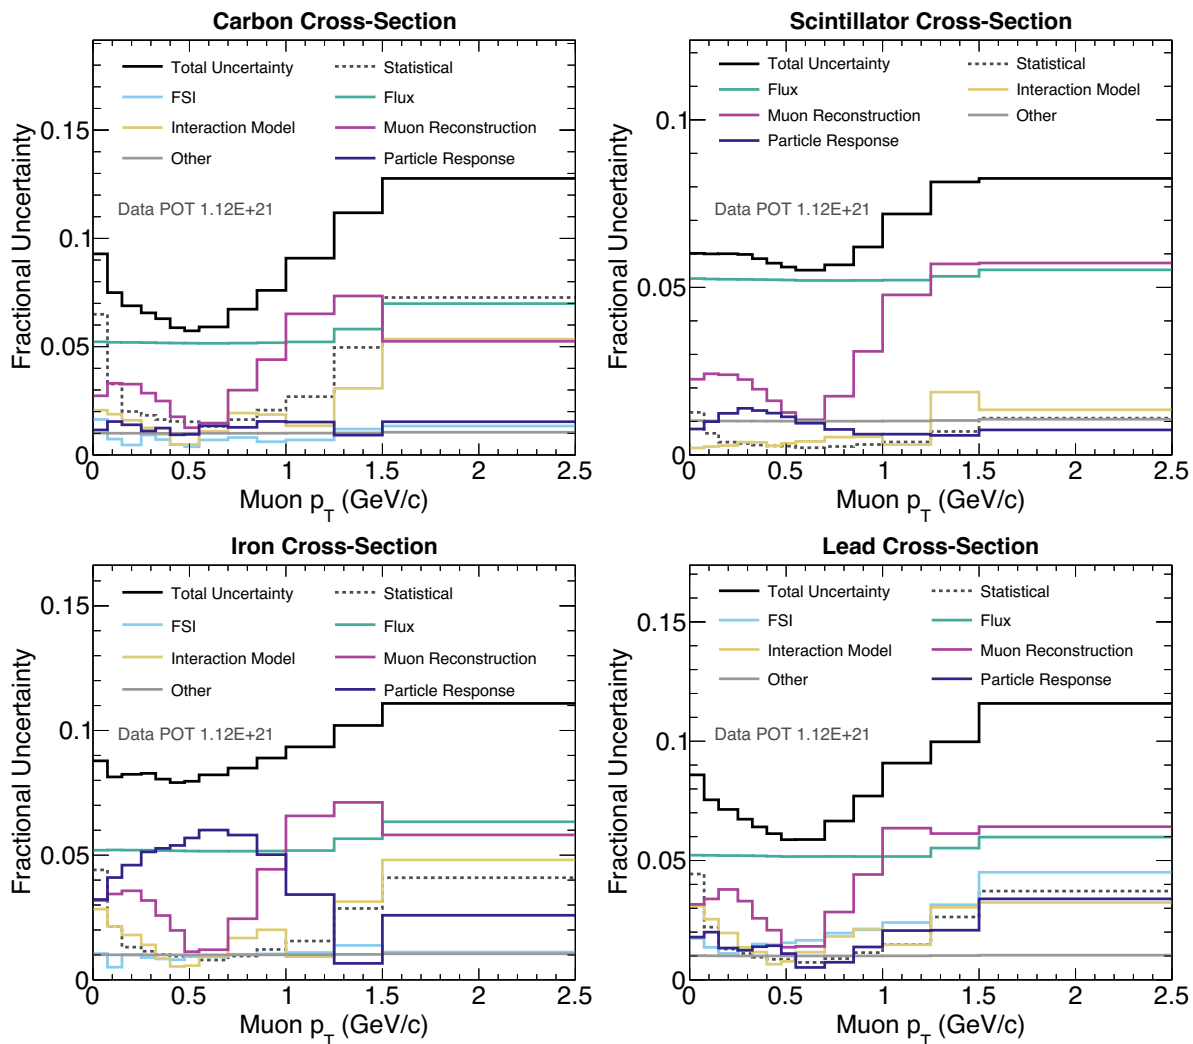 Carbon Cross-Section
Fractional Uncertainty
0.15
0.1
0.05
0
Total Uncertainty
Statistical
FSI
Flux
Interaction Model
Muon Reconstruction
Other
Particle Response
Data POT 1.12E+21
0 0.5 1 1.5 2 2.5
Muon p_T (GeV/c)
Scintillator Cross-Section
Fractional Uncertainty
0.1
0.05
0
Total Uncertainty
Statistical
Flux
Interaction Model
Muon Reconstruction
Other
Particle Response
Data POT 1.12E+21
0 0.5 1 1.5 2 2.5
Muon p_T (GeV/c)
Iron Cross-Section
Fractional Uncertainty
0.15
0.1
0.05
0
Total Uncertainty
Statistical
FSI
Flux
Interaction Model
Muon Reconstruction
Other
Particle Response
Data POT 1.12E+21
0 0.5 1 1.5 2 2.5
Muon p_T (GeV/c)
Lead Cross-Section
Fractional Uncertainty
0.15
0.1
0.05
0
Total Uncertainty
Statistical
FSI
Flux
Interaction Model
Muon Reconstruction
Other
Particle Response
Data POT 1.12E+21
0 0.5 1 1.5 2 2.5
Muon p_T (GeV/c)